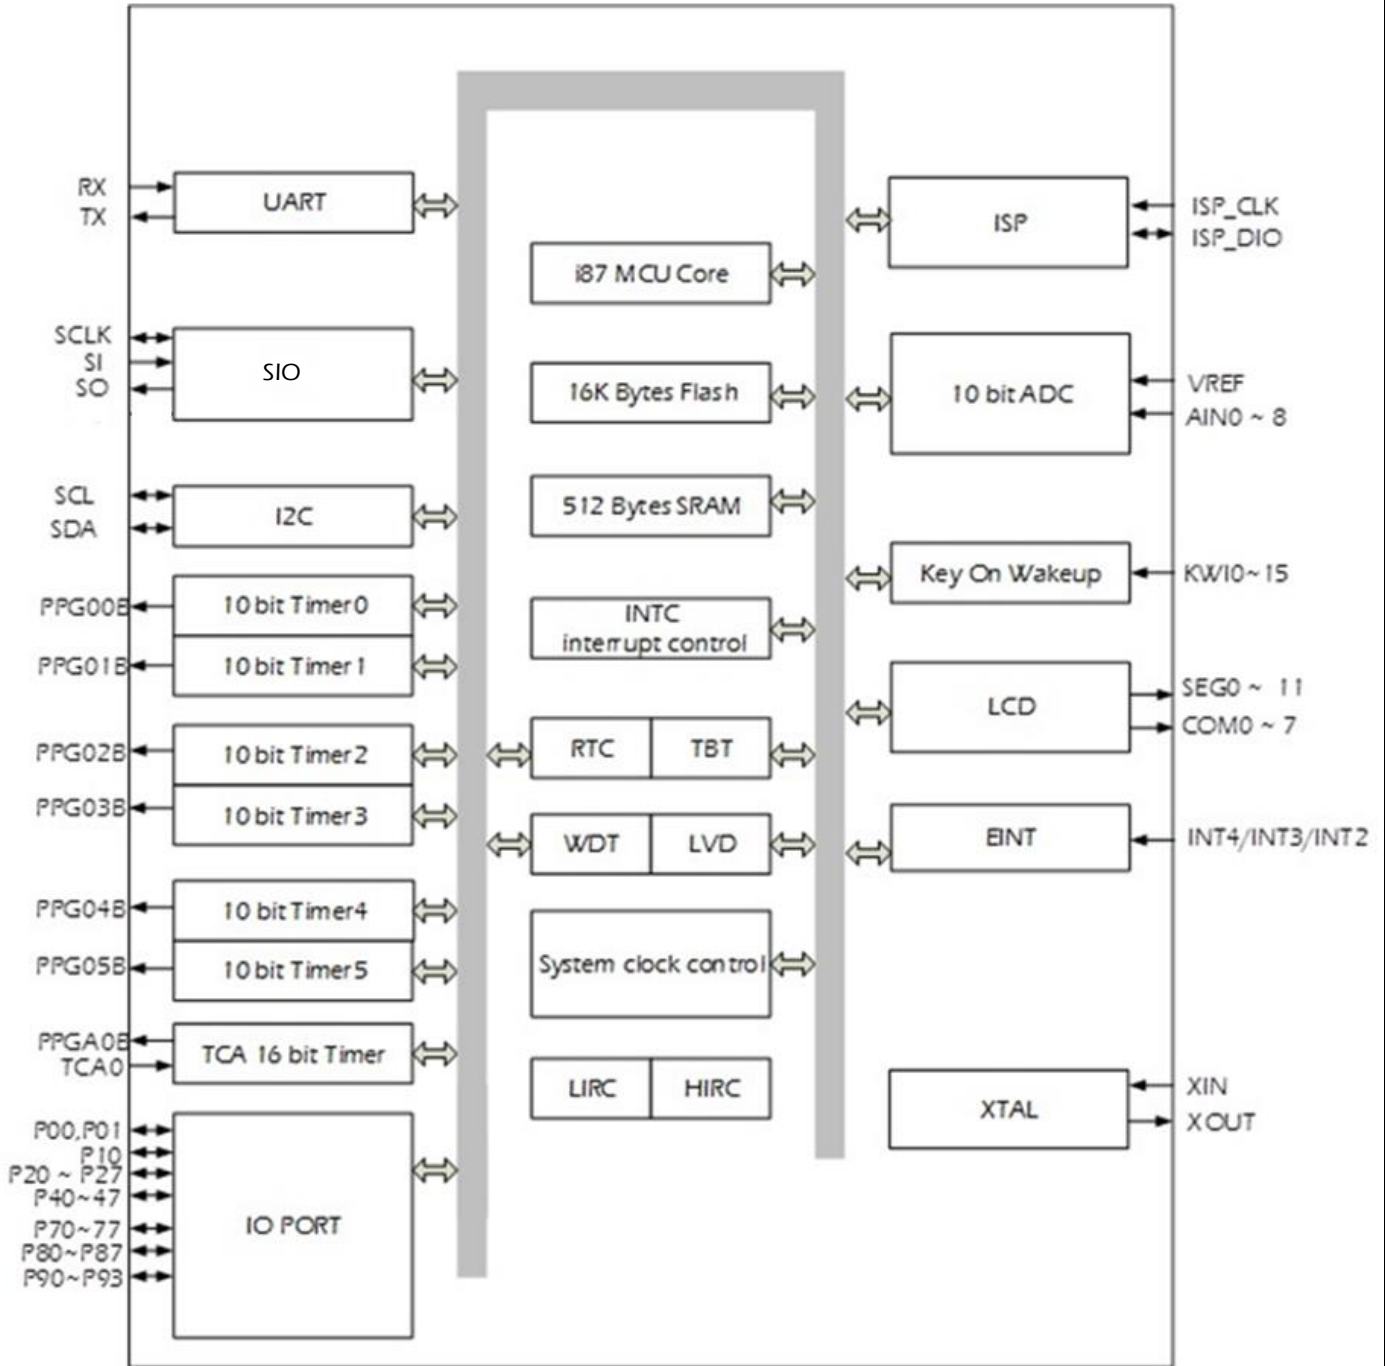 RX
TX
UART
SCLK
SI
SO
SIO
SCL
SDA
I2C
PPG00B
10 bit Timer0
PPG01B
10 bit Timer1
PPG02B
10 bit Timer2
PPG03B
10 bit Timer3
PPG04B
10 bit Timer4
PPG05B
10 bit Timer5
PPGA0B
TCA0
TCA 16 bit Timer
P00,P01
P10
P20 ~ P27
P40~47
P70~77
P80~P87
P90~P93
IO PORT
i87 MCU Core
16K Bytes Flash
512 Bytes SRAM
INTC
interrupt control
RTC
TBT
WDT
LVD
System clock control
LIRC
HIRC
ISP
ISP_CLK
ISP_DIO
10 bit ADC
VREF
AIN0 ~ 8
Key On Wakeup
KWI0~15
LCD
SEG0 ~ 11
COM0 ~ 7
EINT
INT4/INT3/INT2
XTAL
XIN
XOUT